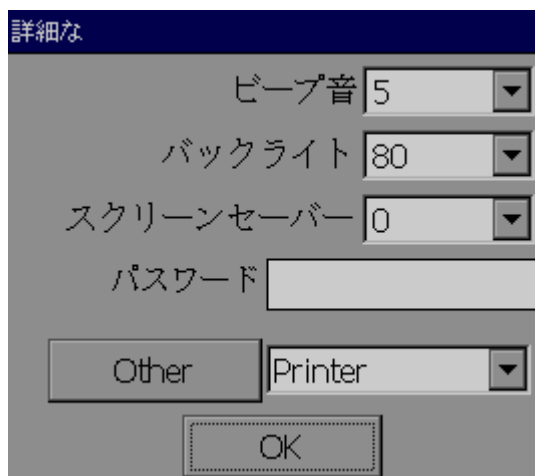 詳細な
ビープ音 5
バックライト 80
スクリーンセーバー 0
パスワード
Other Printer
OK